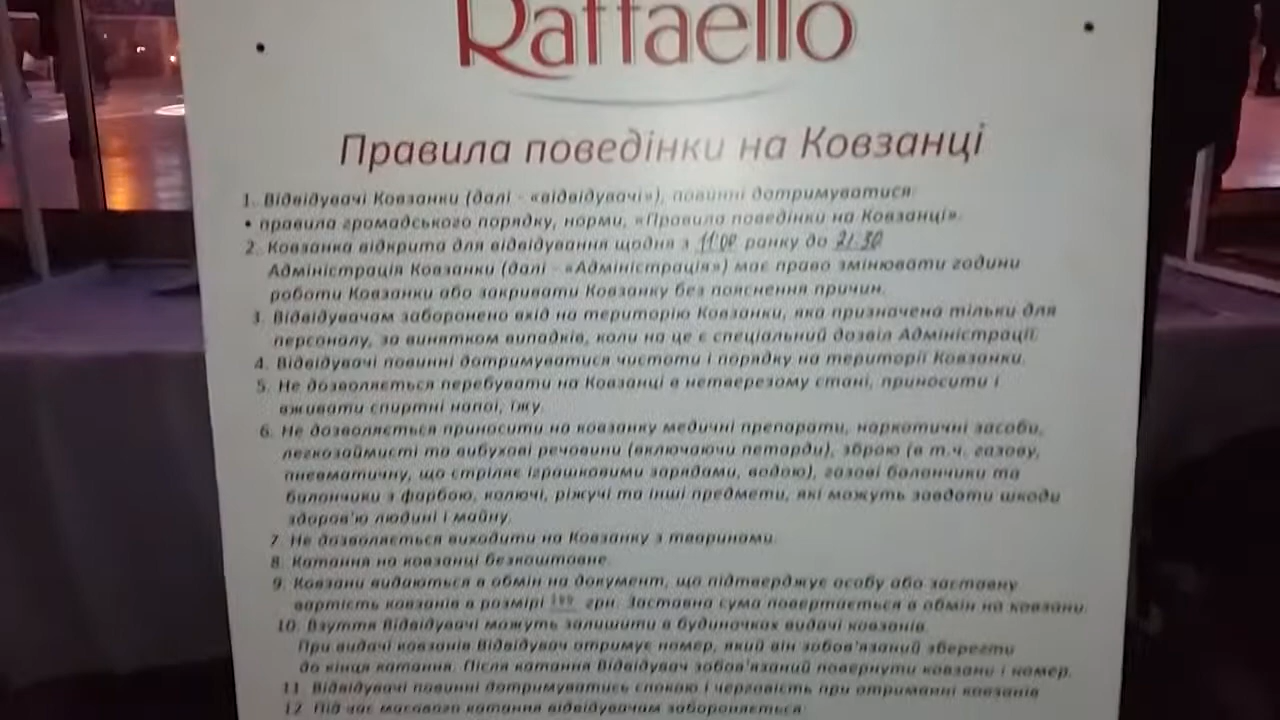 Raffaello
Правила поведінки на Ковзанці
1. Відвідувачі Ковзанки (далі - «відвідувачі»), повинні дотримуватися:
• правила громадського порядку, норми, «Правила поведінки на Ковзанці».
2. Ковзанка відкрита для відвідування щодня з 11:00 ранку до 21:30
Адміністрація Ковзанки (далі - «Адміністрація») має право змінювати години
роботи Ковзанки або закривати Ковзанку без пояснення причин.
3. Відвідувачам заборонено вхід на територію Ковзанки, яка призначена тільки для
персоналу, за винятком випадків, коли на це є спеціальний дозвіл Адміністрації.
4. Відвідувачі повинні дотримуватися чистоти і порядку на території Ковзанки.
5. Не дозволяється перебувати на Ковзанці в нетверезому стані, приносити і
вживати спиртні напої, їжу.
6. Не дозволяється приносити на ковзанку медичні препарати, наркотичні засоби,
легкозаймисті та вибухові речовини (включаючи петарди), зброю (в т.ч. газову,
пневматичну, що стріляє іграшковими зарядами, водою), газові балончики та
балончики з фарбою, колючі, ріжучі та інші предмети, які можуть завдати шкоди
здоров'ю людині і майну.
7. Не дозволяється виходити на Ковзанку з тваринами.
8. Катання на ковзанці безкоштовне.
9. Ковзани видаються в обмін на документ, що підтверджує особу або заставну
вартість ковзанів в розмірі грн. Заставна сума повертається в обмін на ковзани.
10. Взуття Відвідувачі можуть залишити в будиночках видачі ковзанів.
При видачі ковзанів Відвідувач отримує номер, який він зобов'язаний зберегти
до кінця катання. Після катання Відвідувач зобов'язаний повернути ковзани і номер.
11. Відвідувачі повинні дотримуватись спокою і черговість при отриманні ковзанів
12. Під час масового катання відвідувачам забороняється: